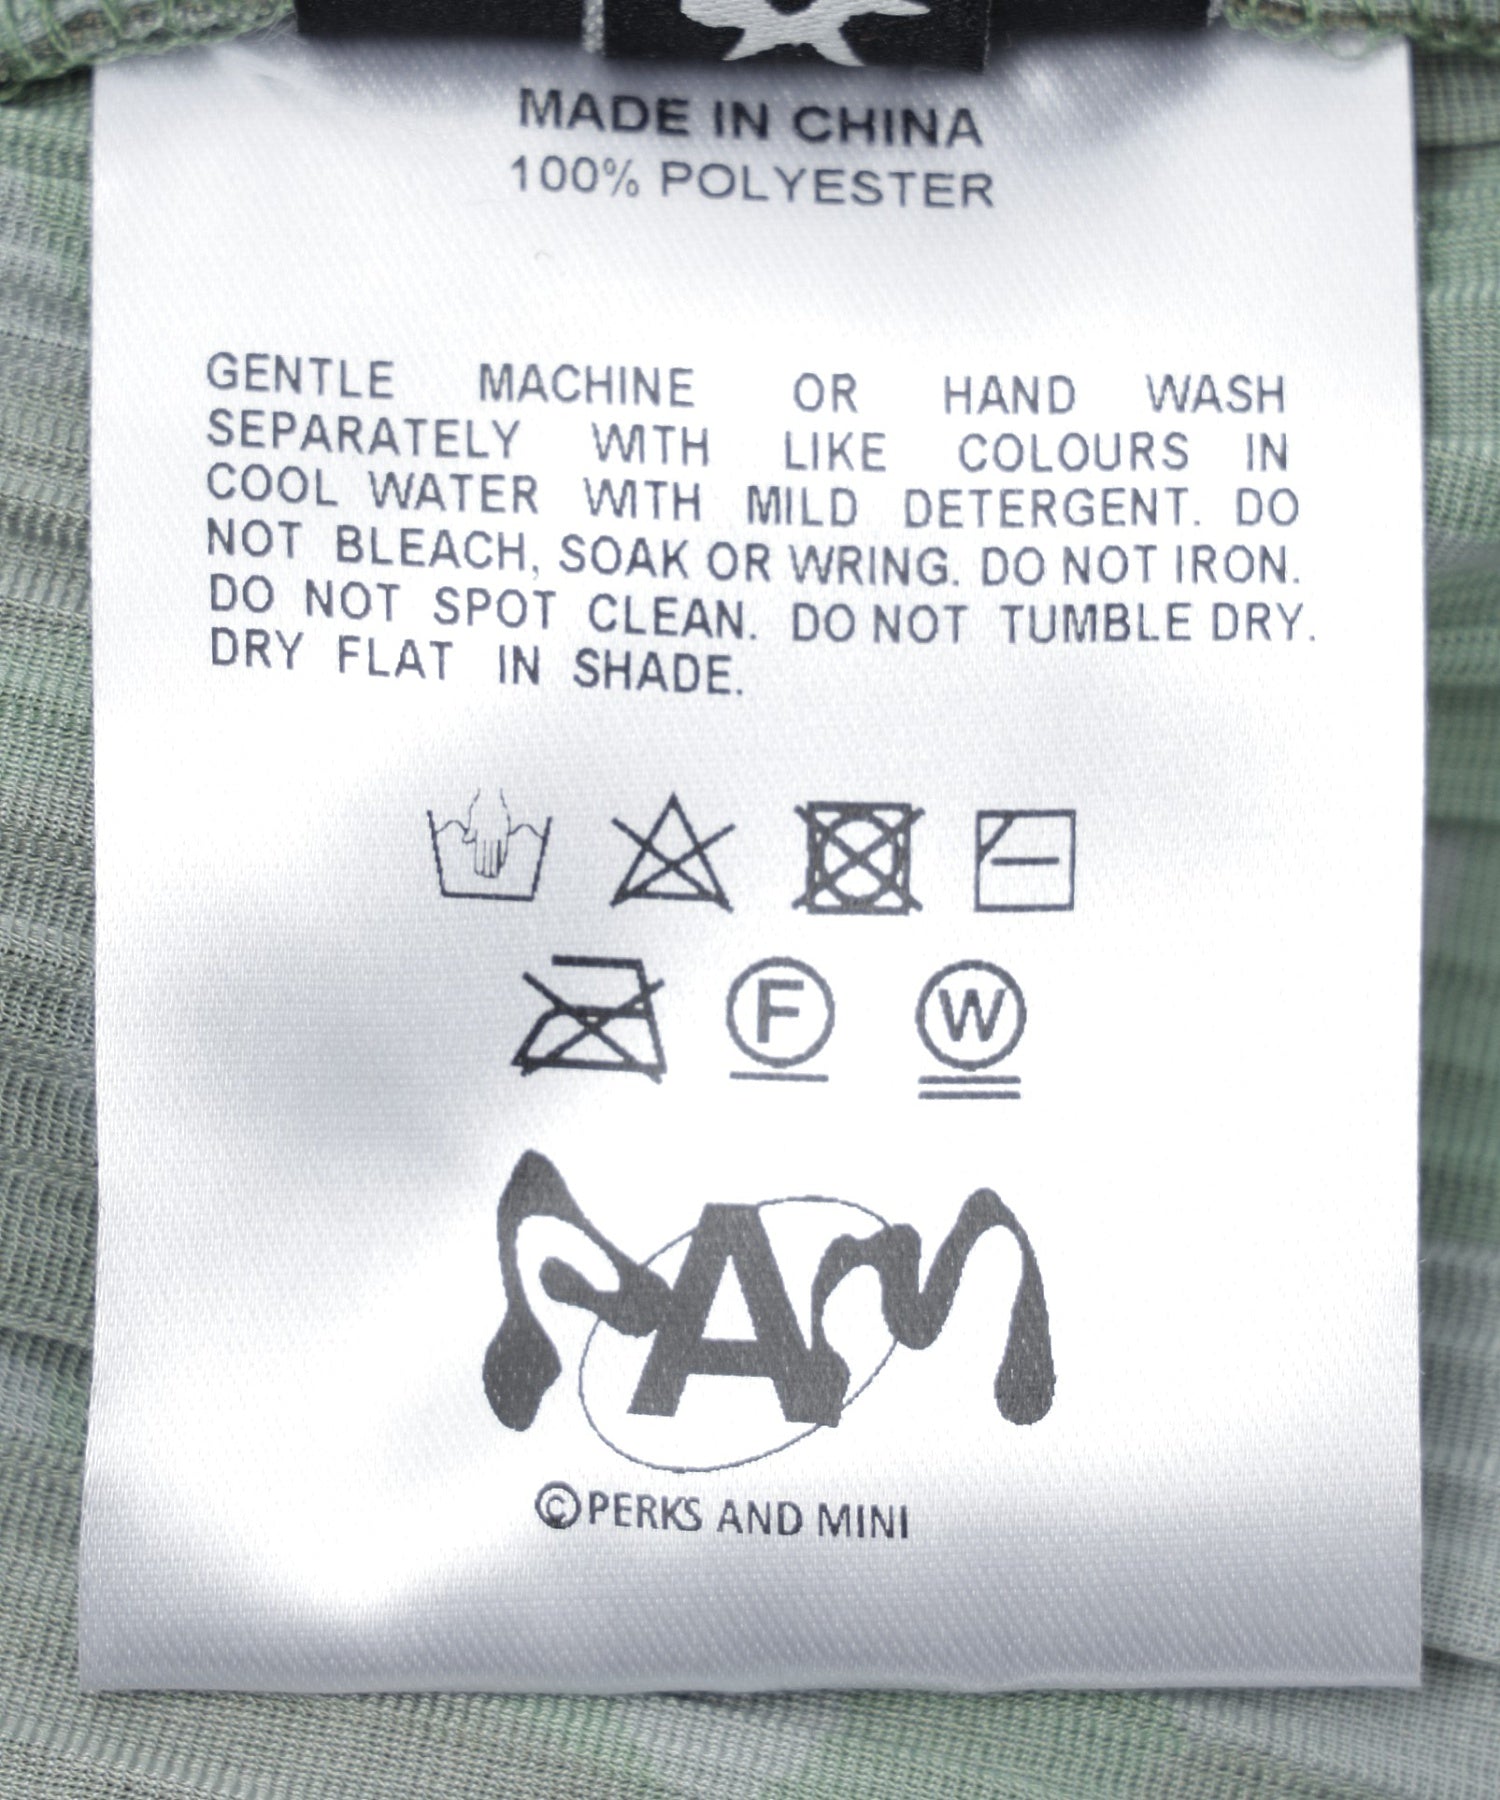 MADE IN CHINA
100% POLYESTER
GENTLE MACHINE OR HAND WASH
SEPARATELY WITH LIKE COLOURS IN
COOL WATER WITH MILD DETERGENT. DO
NOT BLEACH, SOAK OR WRING. DO NOT IRON.
DO NOT SPOT CLEAN. DO NOT TUMBLE DRY.
DRY FLAT IN SHADE.
F W
PAM
©PERKS AND MINI